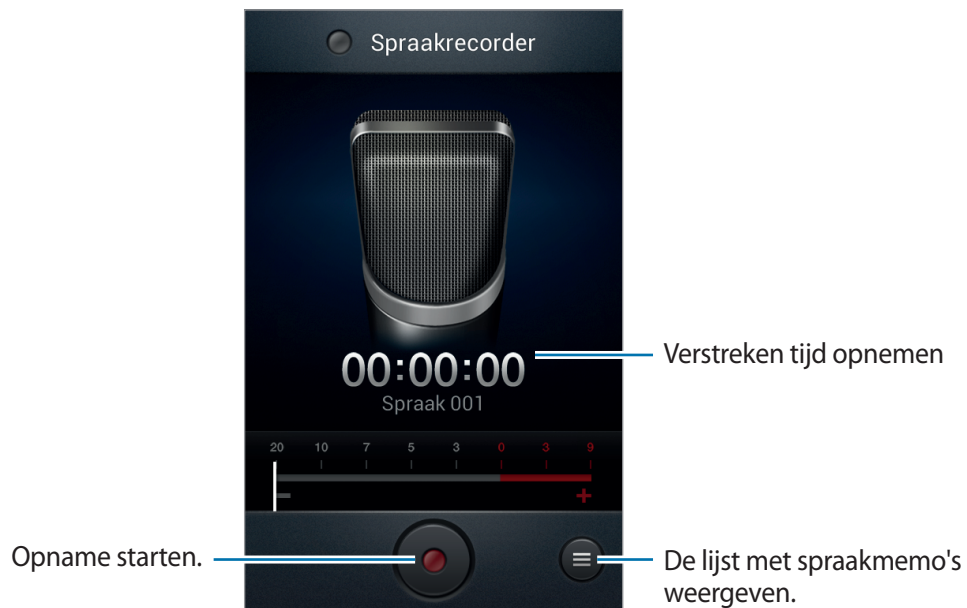 Spraakrecorder
00:00:00
Verstreken tijd opnemen
Spraak 001
20 10 7 5 3 0 3 9
- +
Opname starten.
De lijst met spraakmemo's
weergeven.